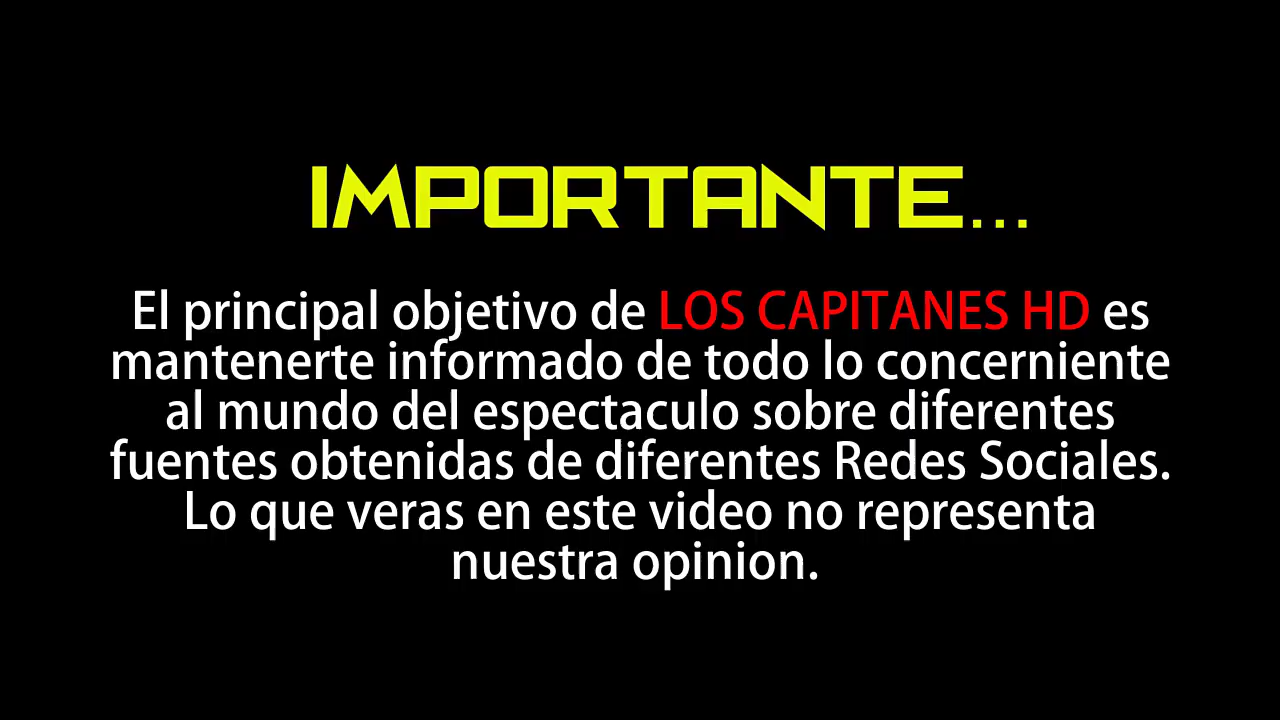 IMPORTANTE...
El principal objetivo de LOS CAPITANES HD es
mantenerte informado de todo lo concerniente
al mundo del espectaculo sobre diferentes
fuentes obtenidas de diferentes Redes Sociales.
Lo que veras en este video no representa
nuestra opinion.